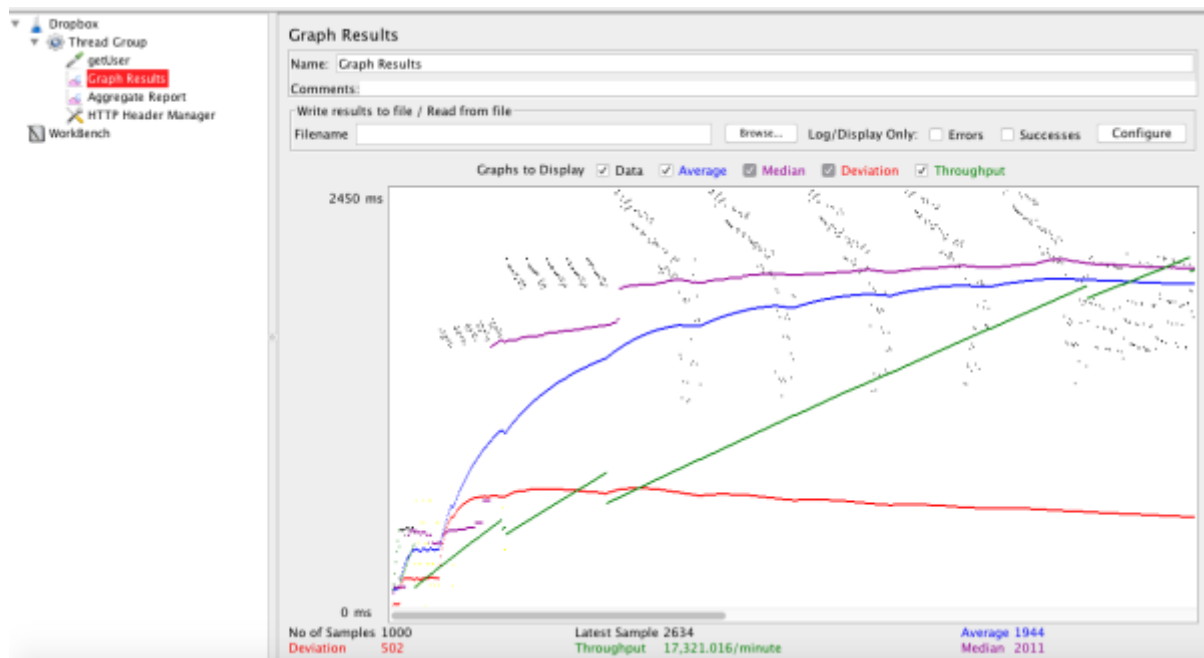 Dropbox
Thread Group
getUser
Graph Results
Aggregate Report
HTTP Header Manager
WorkBench
Graph Results
Name: Graph Results
Comments:
Write results to file / Read from file
Filename Browse... Log/Display Only: Errors Successes Configure
Graphs to Display Data Average Median Deviation Throughput
2450 ms
0 ms
No of Samples 1000 Latest Sample 2634 Average 1944
Deviation 502 Throughput 17,321.016/minute Median 2011